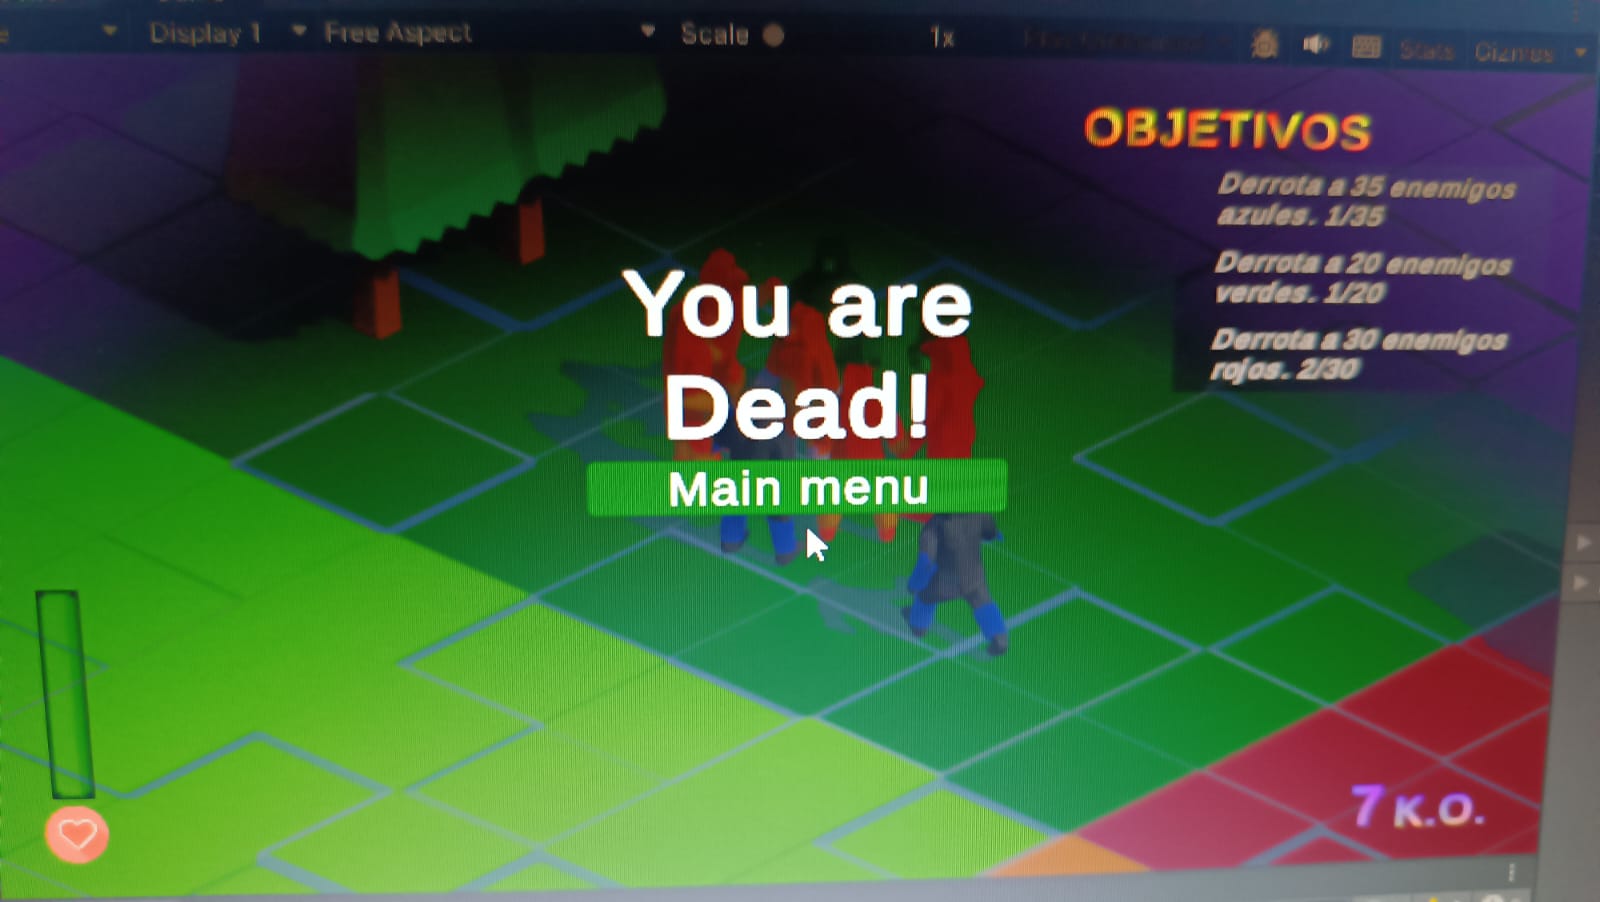 Display 1 Free Aspect Scale 1x Stats Gizmos
OBJETIVOS
Derrota a 35 enemigos
azules. 1/35
Derrota a 20 enemigos
verdes. 1/20
Derrota a 30 enemigos
rojos. 2/30
You are
Dead!
Main menu
7 K.O.